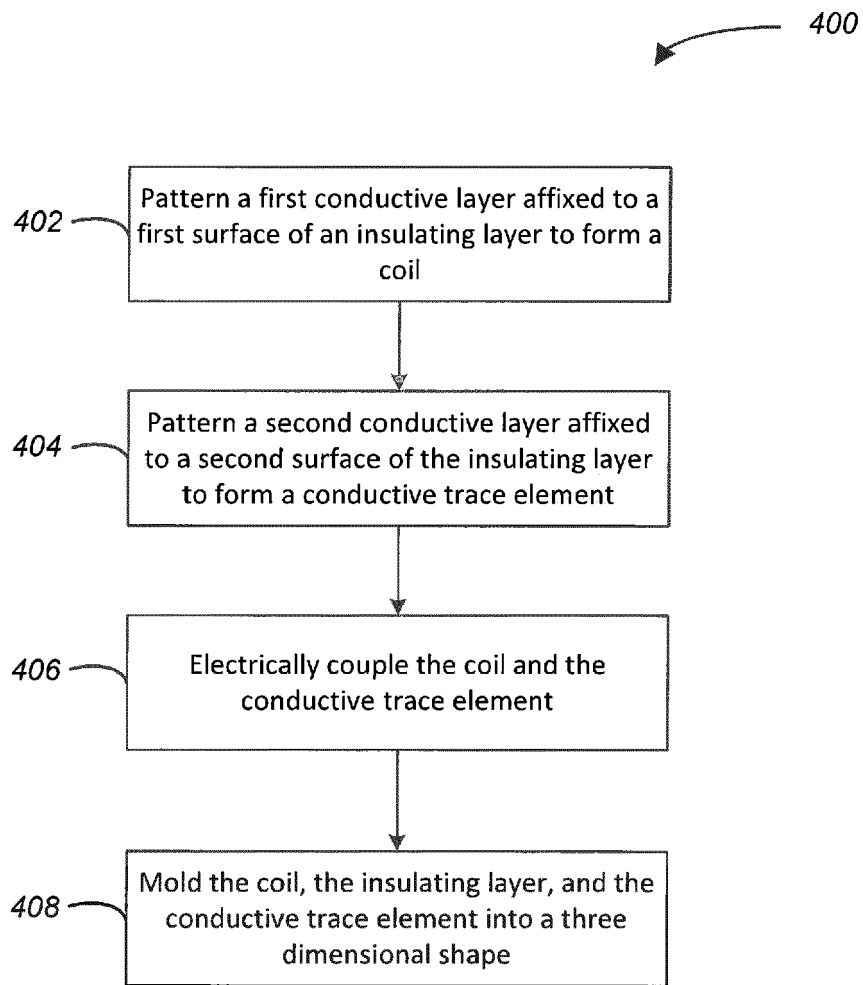 400
402
Pattern a first conductive layer affixed to a
first surface of an insulating layer to form a
coil
404
Pattern a second conductive layer affixed
to a second surface of the insulating layer
to form a conductive trace element
406
Electrically couple the coil and the
conductive trace element
408
Mold the coil, the insulating layer, and the
conductive trace element into a three
dimensional shape